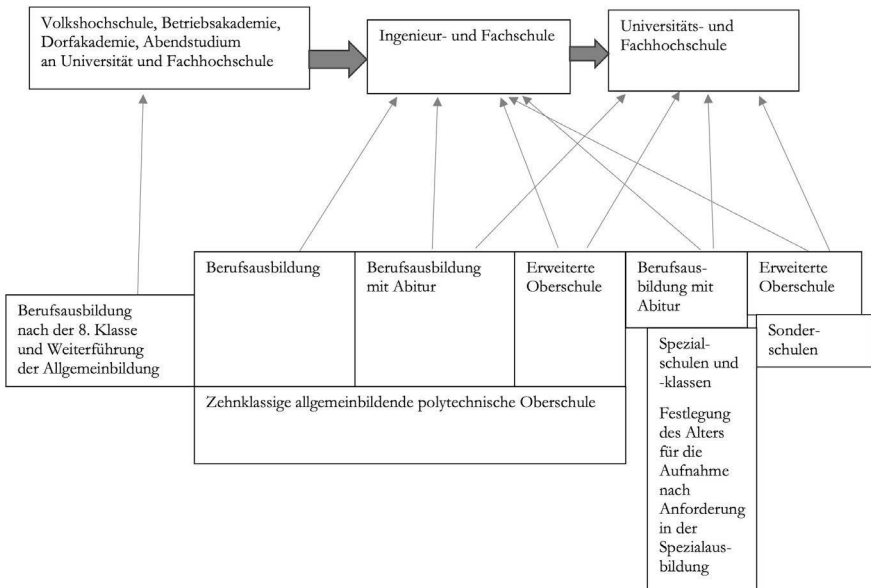 Volkshochschule, Betriebsakademie,
Dorfakademie, Abendstudium
an Universität und Fachhochschule
Ingenieur- und Fachschule
Universitäts- und
Fachhochschule
Berufsausbildung
nach der 8. Klasse
und Weiterführung
der Allgemeinbildung
Berufsausbildung
Berufsausbildung
mit Abitur
Erweiterte
Oberschule
Berufsaus-
bildung mit
Abitur
Erweiterte
Oberschule
Zehnklassige allgemeinbildende polytechnische Oberschule
Spezial-
schulen und
-klassen
Festlegung
des Alters
für die
Aufnahme
nach
Anforderung
in der
Spezialaus-
bildung
Sonder-
schulen